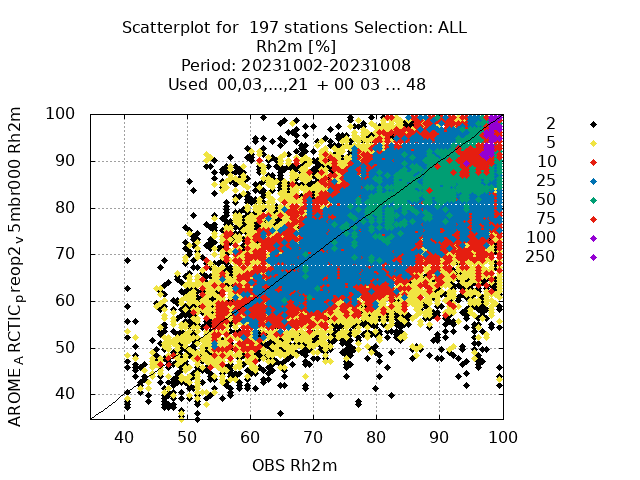 Scatterplot for 197 stations Selection: ALL
Rh2m [%]
Period: 20231002-20231008
Used 00,03,...,21 + 00 03 ... 48
AROME_ARCTIC_preop2_v5mbr000 Rh2m
100
90
80
70
60
50
40
40 50 60 70 80 90 100
OBS Rh2m
2
5
10
25
50
75
100
250